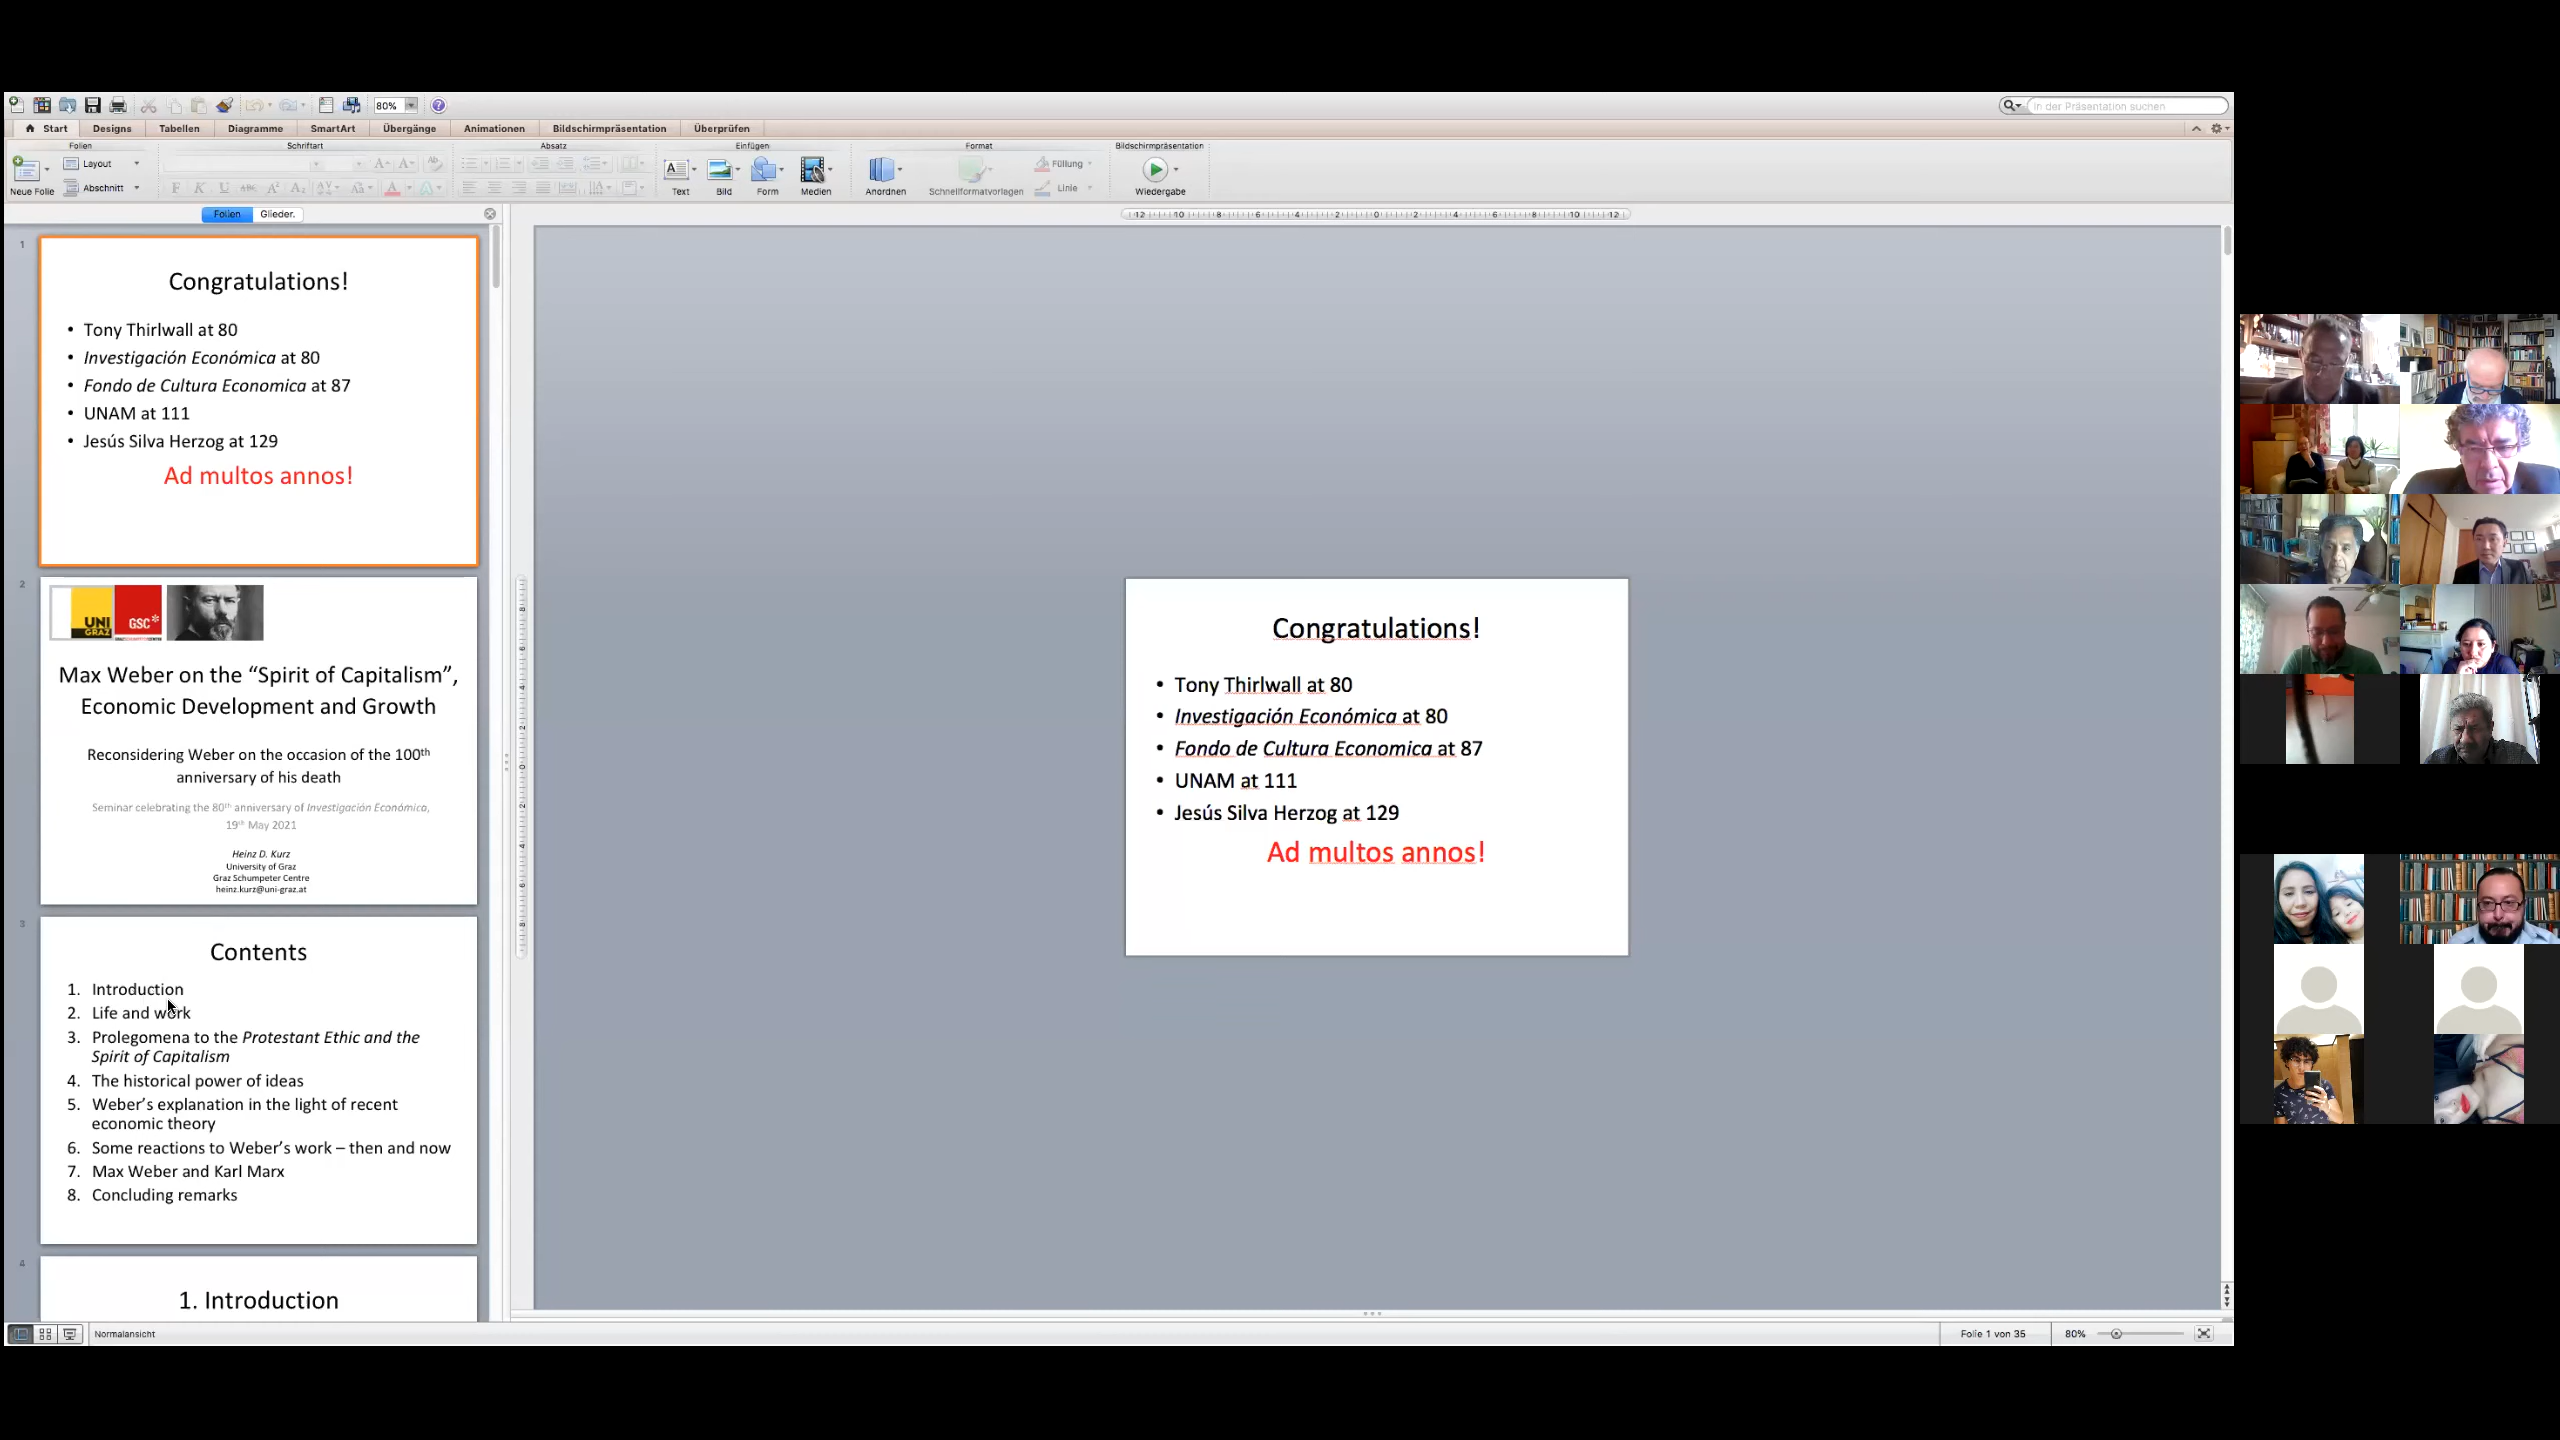 80%
In der Präsentation suchen
Start Designs Tabellen Diagramme SmartArt Übergänge Animationen Bildschirmpräsentation Überprüfen
Folien Schriftart Absatz Einfügen Format Bildschirmpräsentation
Layout
Abschnitt
Neue Folie
Text Bild Form Medien Anordnen Schnellformatvorlagen
Füllung
Linie
Wiedergabe
Folien Glieder.
1
Congratulations!
• Tony Thirlwall at 80
• Investigación Económica at 80
• Fondo de Cultura Economica at 87
• UNAM at 111
• Jesús Silva Herzog at 129
Ad multos annos!
2
UNI GRAZ
GSC*
Max Weber on the “Spirit of Capitalism”,
Economic Development and Growth
Reconsidering Weber on the occasion of the 100th
anniversary of his death
Seminar celebrating the 80th anniversary of Investigación Económica,
19th May 2021
Heinz D. Kurz
University of Graz
Graz Schumpeter Centre
heinz.kurz@uni-graz.at
3
Contents
1. Introduction
2. Life and work
3. Prolegomena to the Protestant Ethic and the
Spirit of Capitalism
4. The historical power of ideas
5. Weber’s explanation in the light of recent
economic theory
6. Some reactions to Weber’s work – then and now
7. Max Weber and Karl Marx
8. Concluding remarks
4
1. Introduction
Congratulations!
• Tony Thirlwall at 80
• Investigación Económica at 80
• Fondo de Cultura Economica at 87
• UNAM at 111
• Jesús Silva Herzog at 129
Ad multos annos!
Normalansicht
Folie 1 von 35
80%